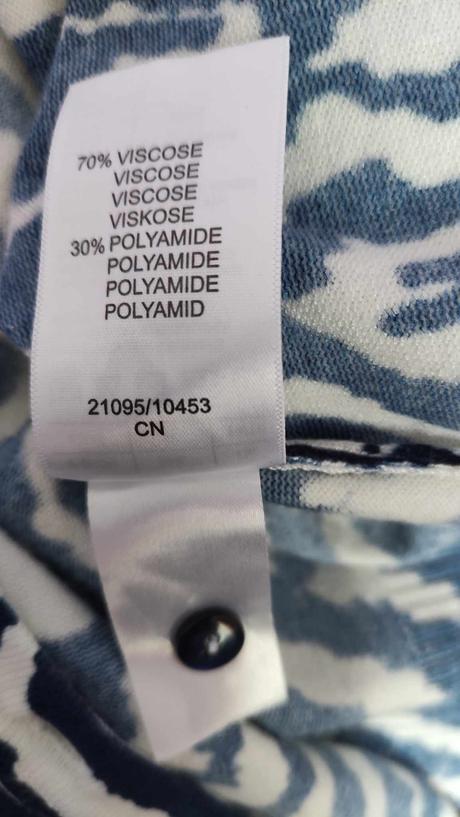 70% VISCOSE
VISCOSE
VISCOSE
VISKOSE
30% POLYAMIDE
POLYAMIDE
POLYAMIDE
POLYAMID
21095/10453
CN